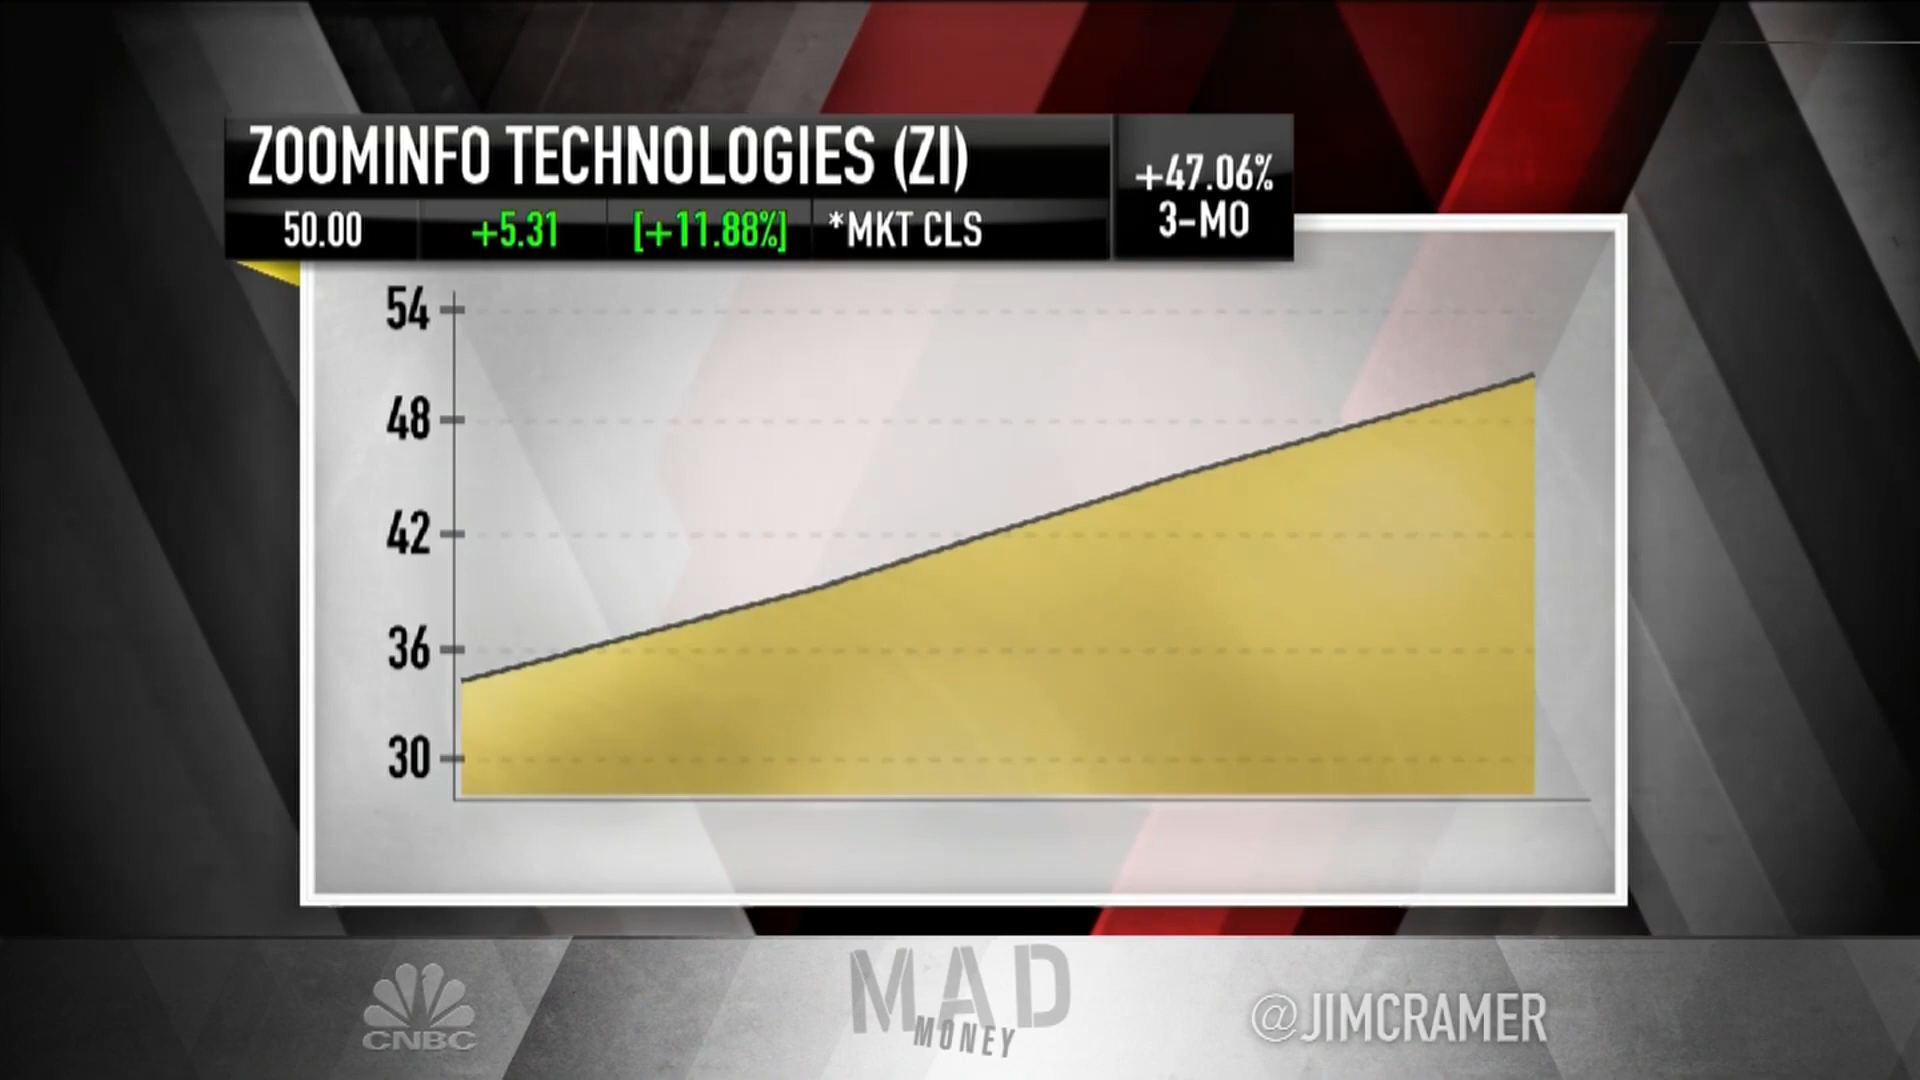 ZOOMINFO TECHNOLOGIES (ZI)
50.00 +5.31 [+11.88%] *MKT CLS
+47.06%
3-MO
54
48
42
36
30
CNBC
MAD
MONEY
@JIMCRAMER